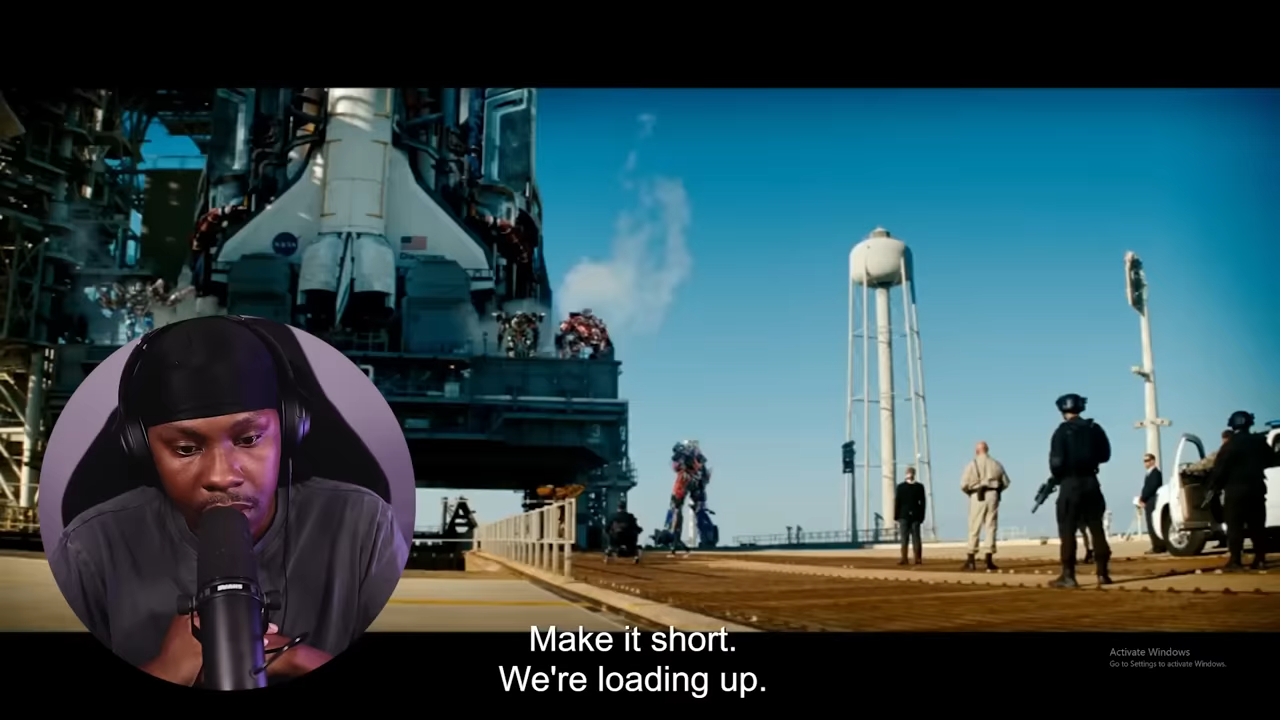 NASA
Make it short.
We're loading up.
Activate Windows
Go to Settings to activate Windows.